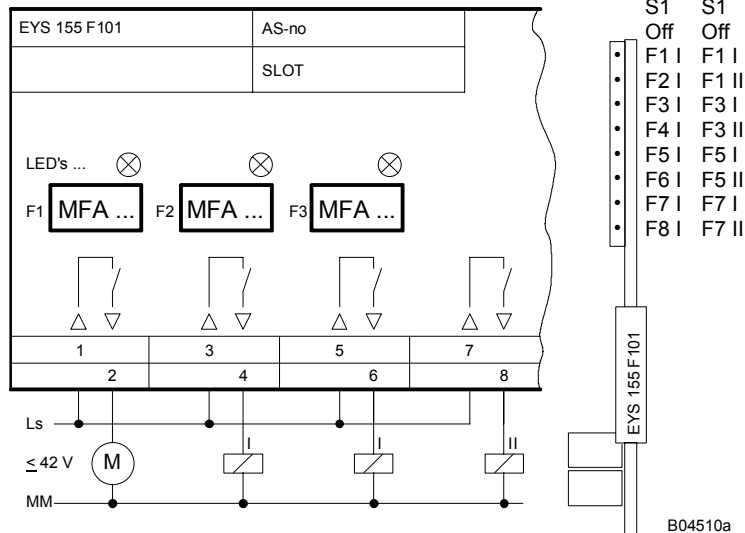 EYS 155 F101 AS-no
SLOT
LED's ...
F1 MFA ... F2 MFA ... F3 MFA ...
1 3 5 7
2 4 6 8
Ls
I I II
≤ 42 V M
MM
S1 S1
Off Off
F1 I F1 I
F2 I F1 II
F3 I F3 I
F4 I F3 II
F5 I F5 I
F6 I F5 II
F7 I F7 I
F8 I F7 II
EYS 155 F101
B04510a